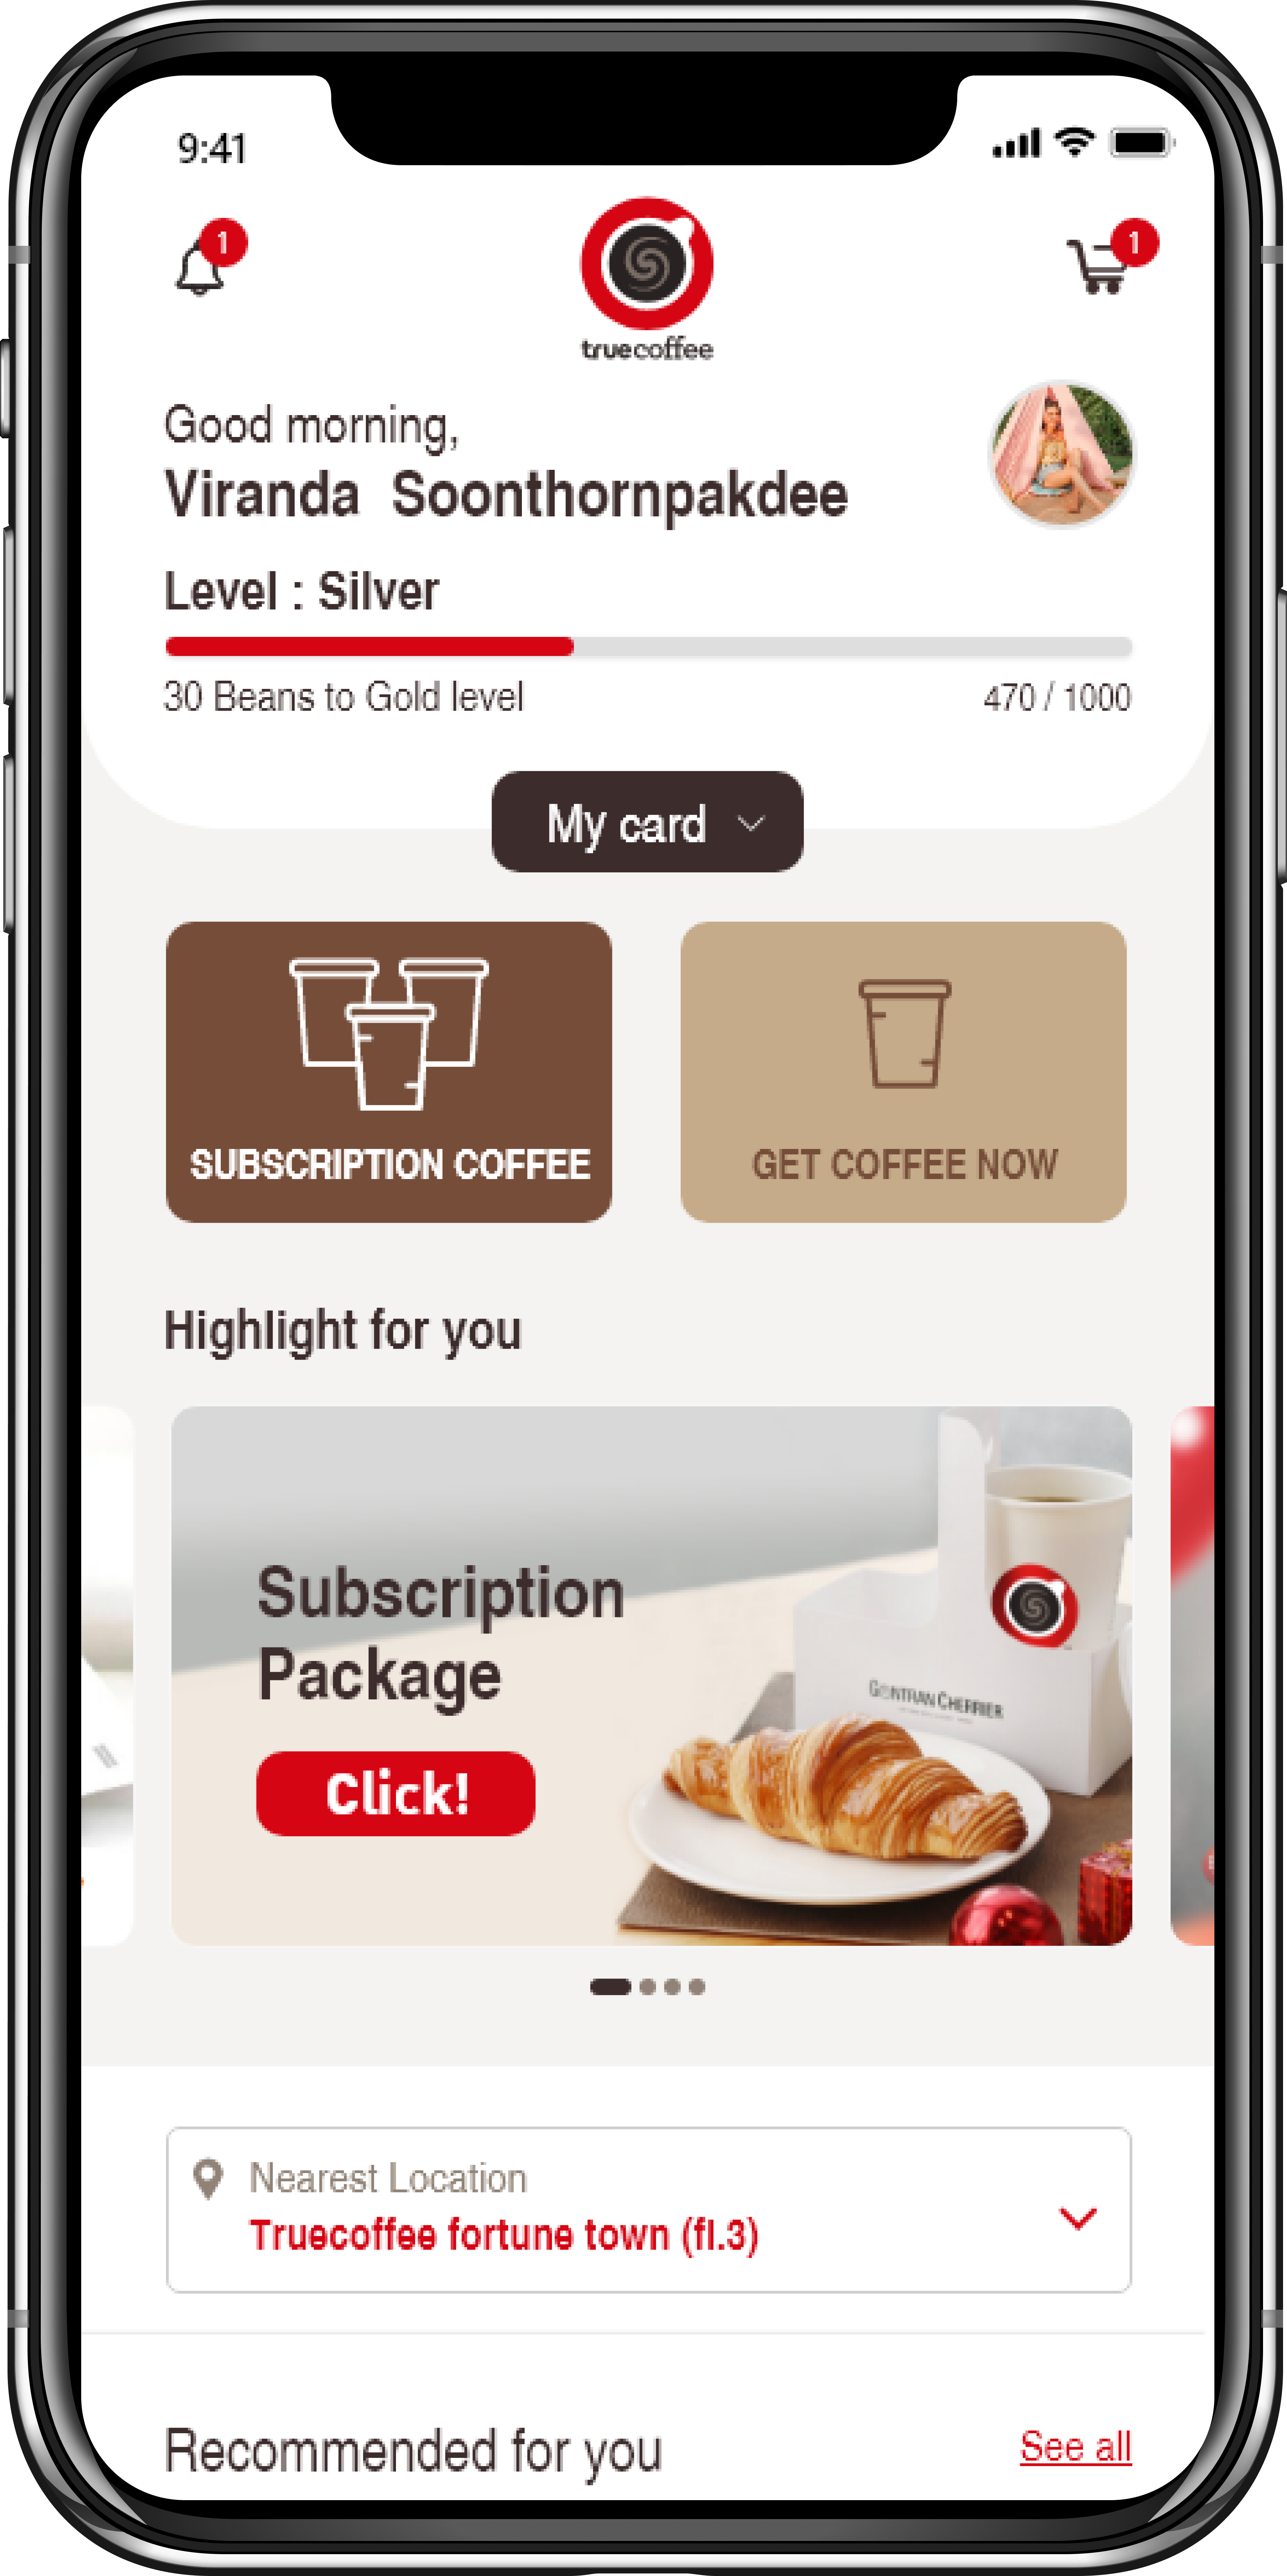 9:41
1
1
truecoffee
Good morning,
Viranda Soonthornpakdee
Level : Silver
30 Beans to Gold level
470 / 1000
My card
SUBSCRIPTION COFFEE
GET COFFEE NOW
Highlight for you
Subscription
Package
Click!
GONTRAN CHERRIER
Nearest Location
Truecoffee fortune town (fl.3)
Recommended for you
See all